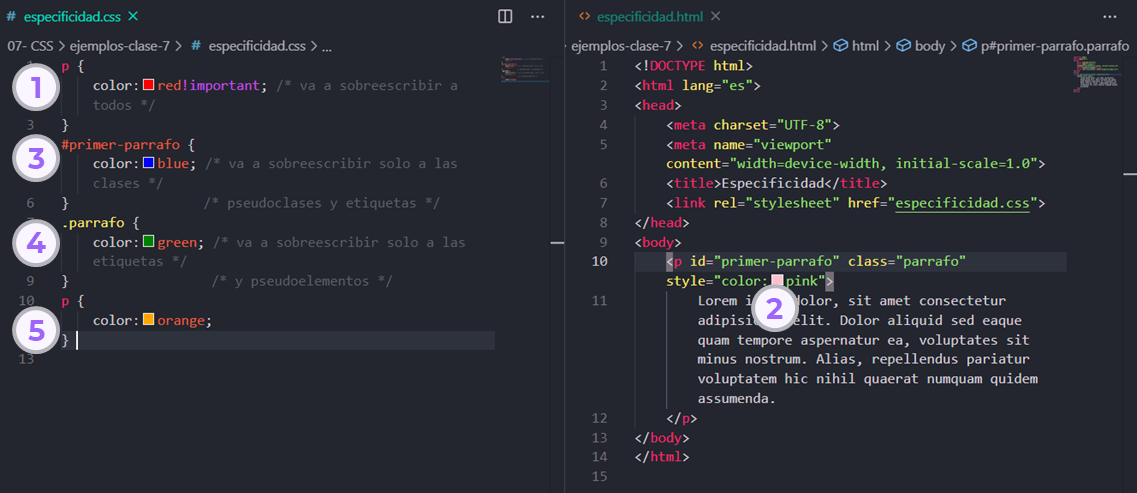 # especificidad.css ×
07- CSS > ejemplos-clase-7 > # especificidad.css > ...
1
p {
color: red!important; /* va a sobreescribir a
todos */
3 }
3
#primer-parrafo {
color: blue; /* va a sobreescribir solo a las
clases */
6 } /* pseudoclases y etiquetas */
4
.parrafo {
color: green; /* va a sobreescribir solo a las
etiquetas */
9 } /* y pseudoelementos */
10 p {
5
color: orange;
}
13
<> especificidad.html ×
ejemplos-clase-7 > <> especificidad.html > html > body > p#primer-parrafo.parrafo
1 <!DOCTYPE html>
2 <html lang="es">
3 <head>
4 <meta charset="UTF-8">
5 <meta name="viewport"
content="width=device-width, initial-scale=1.0">
6 <title>Especificidad</title>
7 <link rel="stylesheet" href="especificidad.css">
8 </head>
9 <body>
10 <p id="primer-parrafo" class="parrafo"
style="color: pink">
2
11 Lorem dolor, sit amet consectetur
elit. Dolor aliquid sed eaque
quam tempore aspernatur ea, voluptates sit
minus nostrum. Alias, repellendus pariatur
voluptatem hic nihil quaerat numquam quidem
assumenda.
12 </p>
13 </body>
14 </html>
15